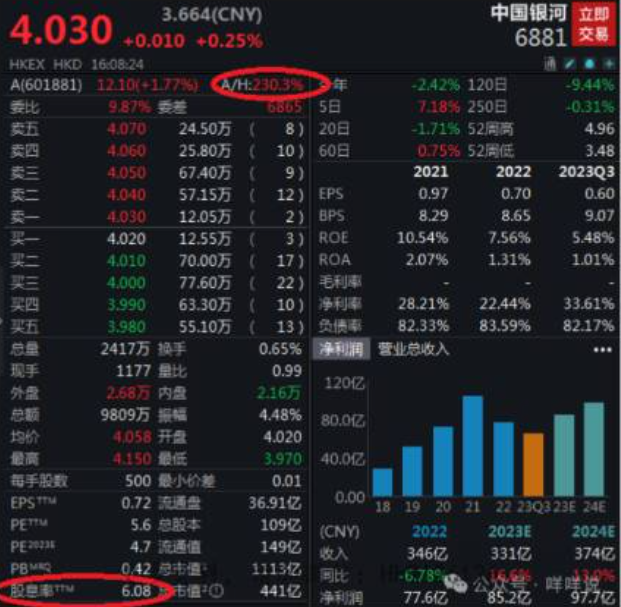 4.030 +0.010 +0.25%
3.664(CNY)
中国银河
6881
立即
交易
HKEX HKD 16:08:24
通
A(601881) 12.10(+1.77%) A/H:230.3%
委比 9.87% 委差 6865
卖五 4.070 24.50万 ( 8)
卖四 4.060 25.80万 ( 10)
卖三 4.050 67.40万 ( 9)
卖二 4.040 57.15万 ( 12)
卖一 4.030 12.05万 ( 2)
买一 4.020 12.55万 ( 3)
买二 4.010 70.00万 ( 17)
买三 4.000 77.60万 ( 22)
买四 3.990 63.30万 ( 10)
买五 3.980 55.10万 ( 13)
总量 2417万 换手 0.65%
现手 1177 量比 0.99
外盘 2.68万 内盘 2.16万
总额 9809万 振幅 4.48%
均价 4.058 开盘 4.020
最高 4.150 最低 3.970
每手股数 500 最小价差 0.01
EPSTTM 0.72 流通盘 36.91亿
PETTM 5.6 总股本 109亿
PE2023E 4.7 流通值 149亿
PBMRQ 0.42 总市值1 1113亿
股息率TTM 6.08 总市值2 441亿
年 -2.42% 120日 -9.44%
5日 7.18% 250日 -0.31%
20日 -1.71% 52周高 4.96
60日 0.75% 52周低 3.48
2021 2022 2023Q3
EPS 0.97 0.70 0.60
BPS 8.29 8.65 9.07
ROE 10.54% 7.56% 5.48%
ROA 2.07% 1.31% 1.01%
毛利率 - - -
净利率 28.21% 22.44% 33.61%
负债率 82.33% 83.59% 82.17%
净利润 营业总收入 •••
120亿
80.0亿
40.0亿
0.00
18 19 20 21 22 23Q3 23E 24E
(CNY) 2022 2023E 2024E
收入 346亿 331亿 374亿
同比 -6.78% 16.6% 13.0%
净利润 77.6亿 85.2亿 97.7亿
公众号 · 咩咩说